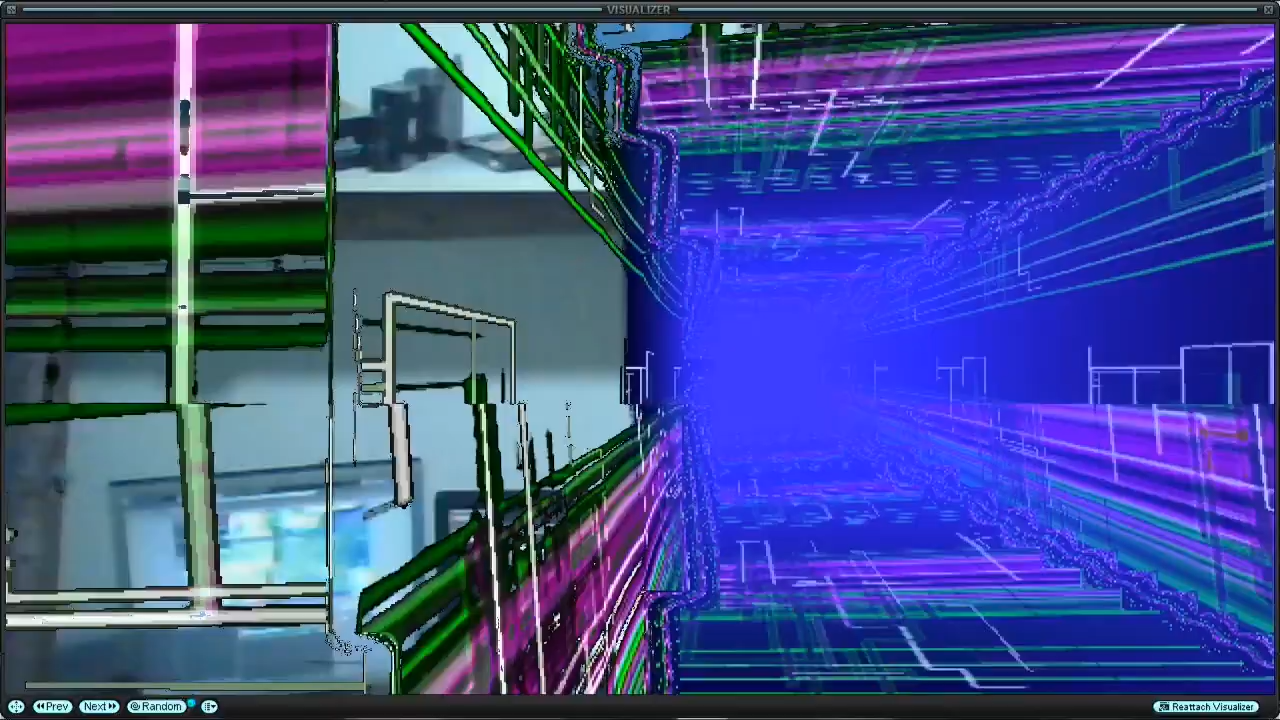 VISUALIZER
Prev
Next
Random
Reattach Visualizer